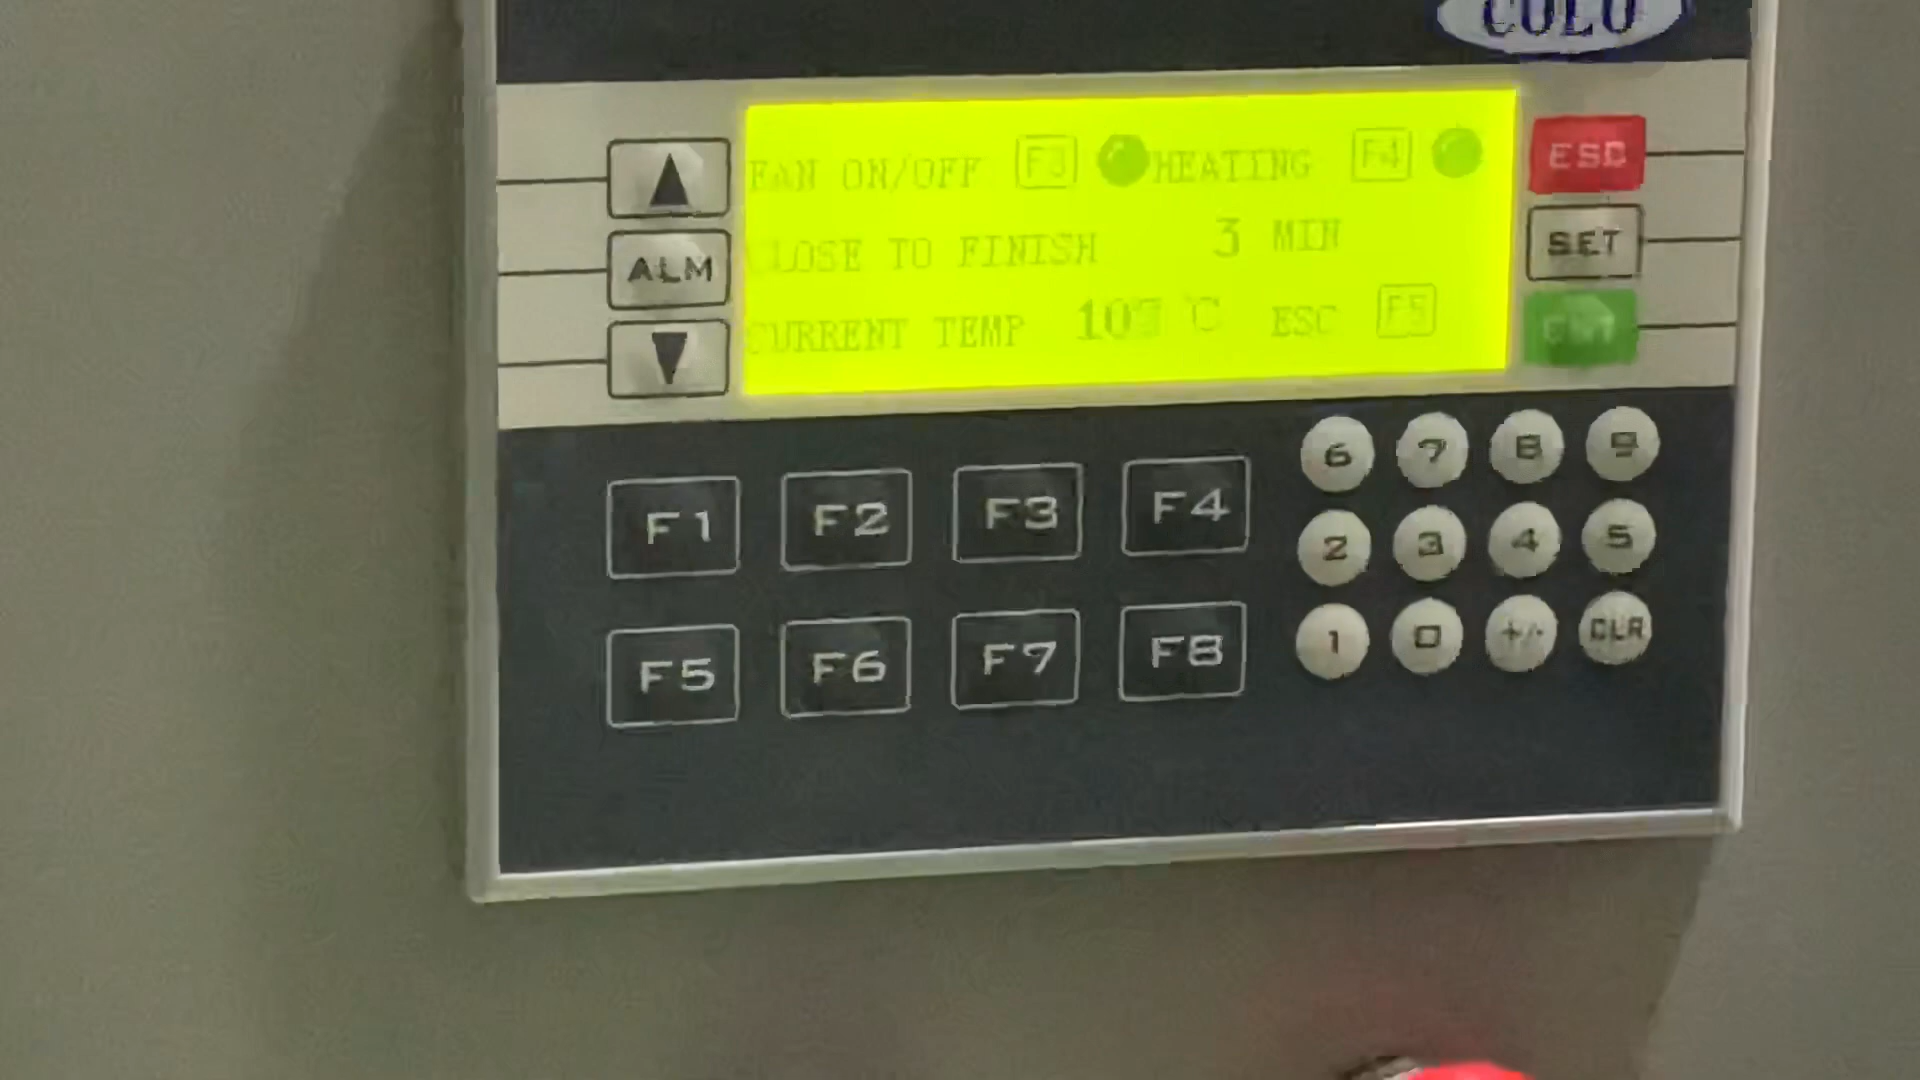 COLO
FAN ON/OFF F3 HEATING F4
CLOSE TO FINISH 3 MIN
CURRENT TEMP °C ESC F5
ALM
ESC
SET
ENT
F1 F2 F3 F4
F5 F6 F7 F8
6 7 8 9
2 3 4 5
1 0 +/- CLR